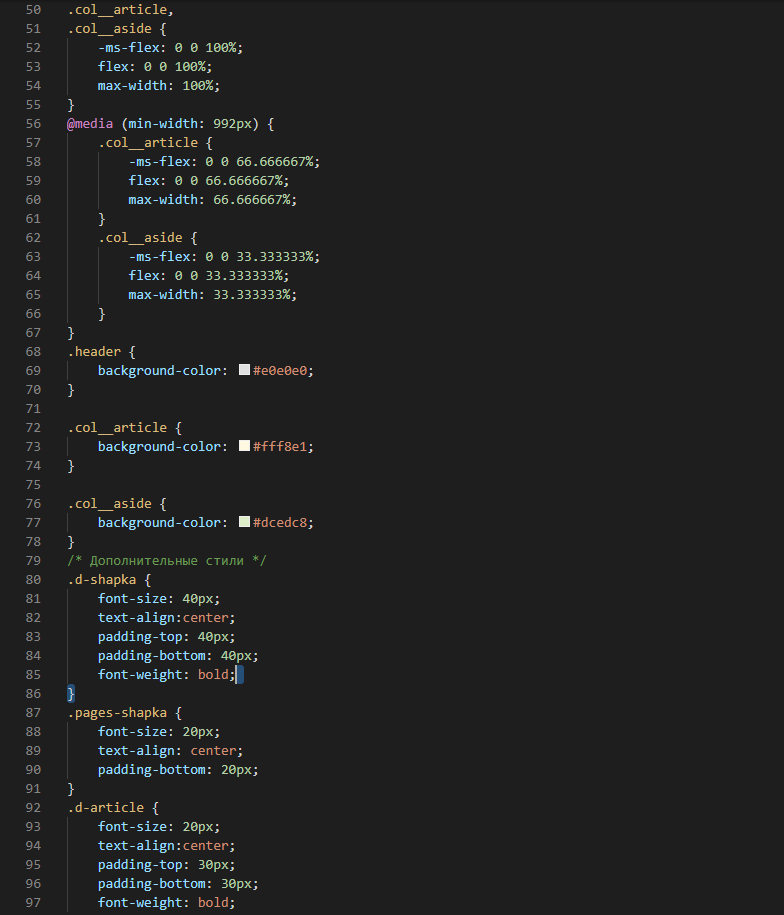 50 .col__article,
51 .col__aside {
52     -ms-flex: 0 0 100%;
53     flex: 0 0 100%;
54     max-width: 100%;
55 }
56 @media (min-width: 992px) {
57     .col__article {
58         -ms-flex: 0 0 66.666667%;
59         flex: 0 0 66.666667%;
60         max-width: 66.666667%;
61     }
62     .col__aside {
63         -ms-flex: 0 0 33.333333%;
64         flex: 0 0 33.333333%;
65         max-width: 33.333333%;
66     }
67 }
68 .header {
69     background-color: #e0e0e0;
70 }
71
72 .col__article {
73     background-color: #fff8e1;
74 }
75
76 .col__aside {
77     background-color: #dcedc8;
78 }
79 /* Дополнительные стили */
80 .d-shapka {
81     font-size: 40px;
82     text-align:center;
83     padding-top: 40px;
84     padding-bottom: 40px;
85     font-weight: bold;
86 }
87 .pages-shapka {
88     font-size: 20px;
89     text-align: center;
90     padding-bottom: 20px;
91 }
92 .d-article {
93     font-size: 20px;
94     text-align:center;
95     padding-top: 30px;
96     padding-bottom: 30px;
97     font-weight: bold;